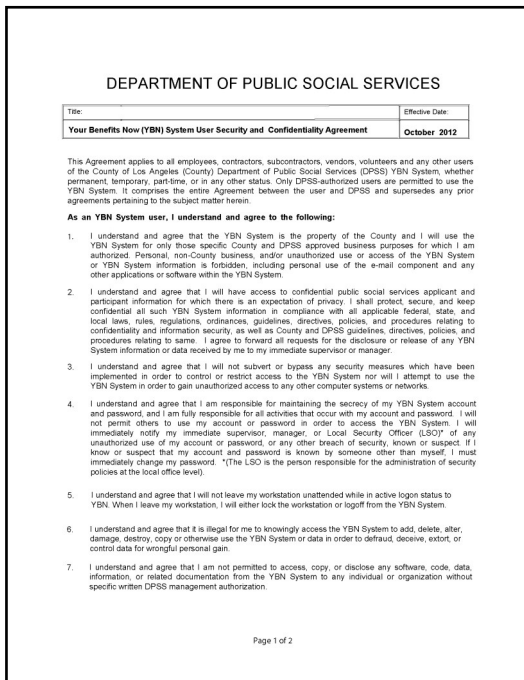 DEPARTMENT OF PUBLIC SOCIAL SERVICES
Title:
Effective Date:
Your Benefits Now (YBN) System User Security and Confidentiality Agreement
October 2012
This Agreement applies to all employees, contractors, subcontractors, vendors, volunteers and any other users
of the County of Los Angeles (County) Department of Public Social Services (DPSS) YBN System, whether
permanent, temporary, part-time, or in any other status. Only DPSS-authorized users are permitted to use the
YBN System. It comprises the entire Agreement between the user and DPSS and supersedes any prior
agreements pertaining to the subject matter herein.
As an YBN System user, I understand and agree to the following:
1. I understand and agree that the YBN System is the property of the County and I will use the
YBN System for only those specific County and DPSS approved business purposes for which I am
authorized. Personal, non-County business, and/or unauthorized use or access of the YBN System
or YBN System information is forbidden, including personal use of the e-mail component and any
other applications or software within the YBN System.
2. I understand and agree that I will have access to confidential public social services applicant and
participant information for which there is an expectation of privacy. I shall protect, secure, and keep
confidential all such YBN System information in compliance with all applicable federal, state, and
local laws, rules, regulations, ordinances, guidelines, directives, policies, and procedures relating to
confidentiality and information security, as well as County and DPSS guidelines, directives, policies, and
procedures relating to same. I agree to forward all requests for the disclosure or release of any YBN
System information or data received by me to my immediate supervisor or manager.
3. I understand and agree that I will not subvert or bypass any security measures which have been
implemented in order to control or restrict access to the YBN System nor will I attempt to use the
YBN System in order to gain unauthorized access to any other computer systems or networks.
4. I understand and agree that I am responsible for maintaining the secrecy of my YBN System account
and password, and I am fully responsible for all activities that occur with my account and password. I will
not permit others to use my account or password in order to access the YBN System. I will
immediately notify my immediate supervisor, manager, or Local Security Officer (LSO)* of any
unauthorized use of my account or password, or any other breach of security, known or suspect. If I
know or suspect that my account and password is known by someone other than myself, I must
immediately change my password. *(The LSO is the person responsible for the administration of security
policies at the local office level).
5. I understand and agree that I will not leave my workstation unattended while in active logon status to
YBN. When I leave my workstation, I will either lock the workstation or logoff from the YBN System.
6. I understand and agree that it is illegal for me to knowingly access the YBN System to add, delete, alter,
damage, destroy, copy or otherwise use the YBN System or data in order to defraud, deceive, extort, or
control data for wrongful personal gain.
7. I understand and agree that I am not permitted to access, copy, or disclose any software, code, data,
information, or related documentation from the YBN System to any individual or organization without
specific written DPSS management authorization.
Page 1 of 2